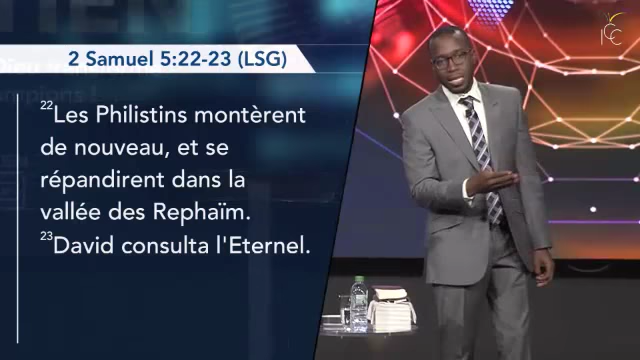 2 Samuel 5:22-23 (LSG)
22Les Philistins montèrent
de nouveau, et se
répandirent dans la
vallée des Rephaïm.
23David consulta l'Eternel.
ICC